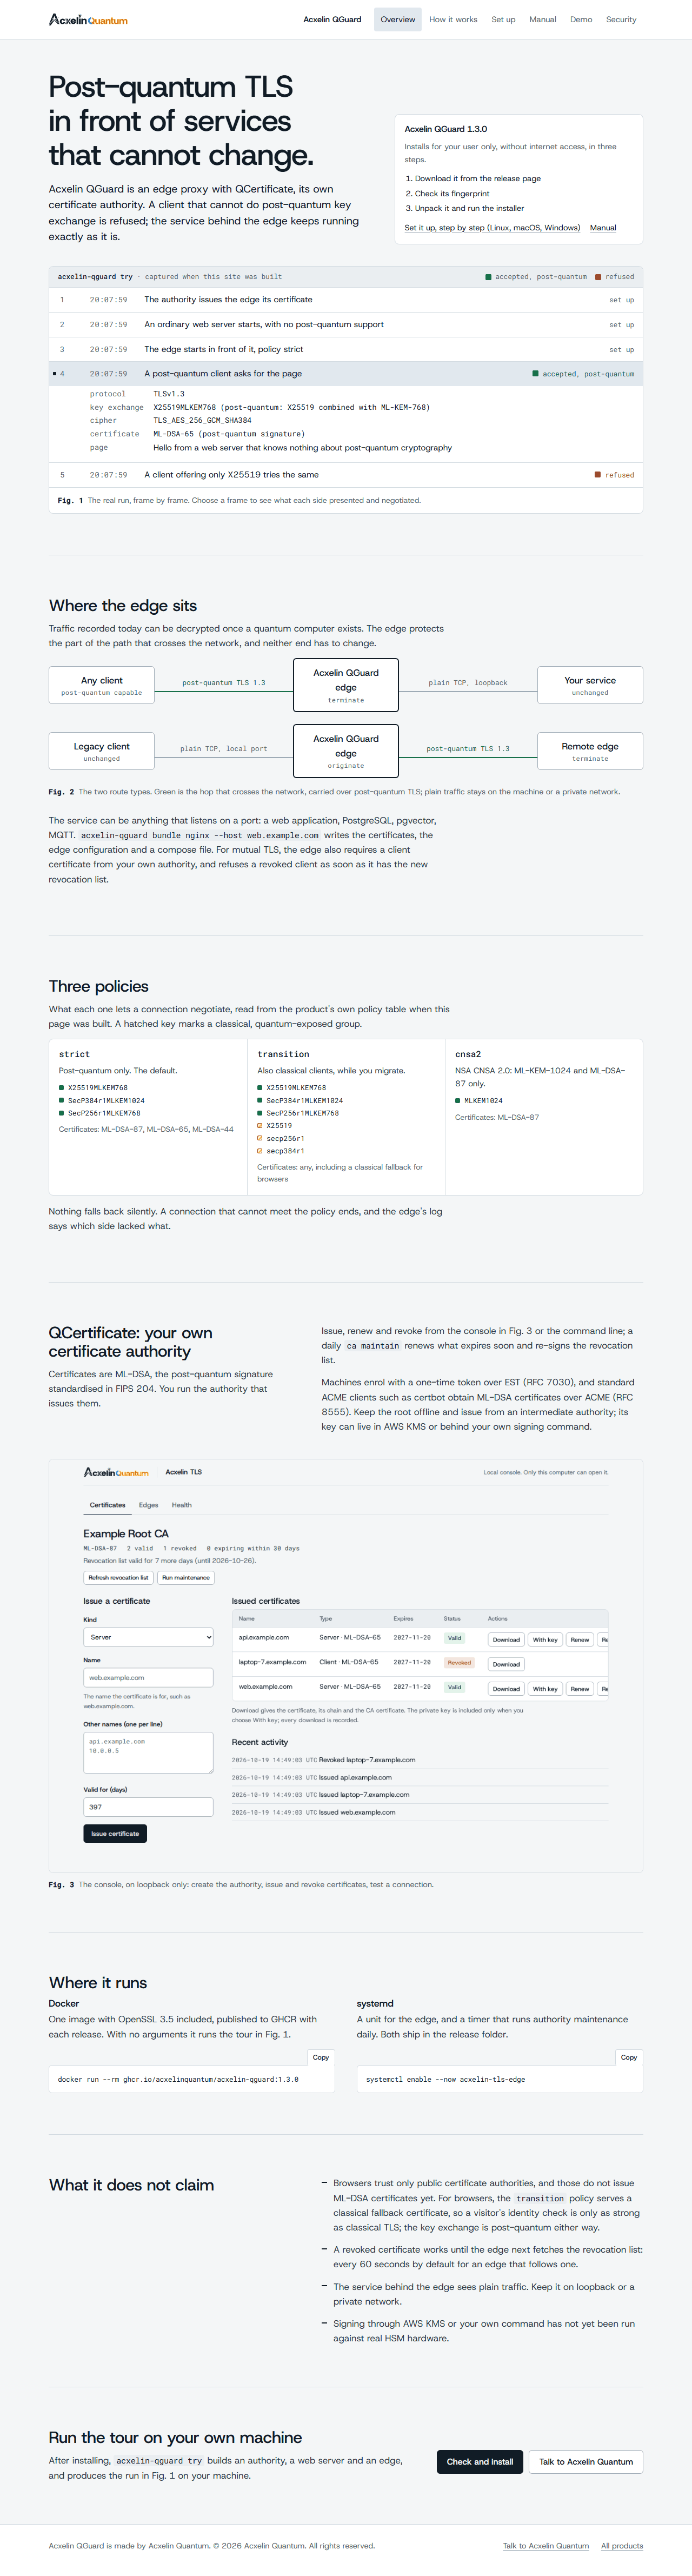 Acxelin Quantum
Acxelin QGuard
Overview
How it works
Set up
Manual
Demo
Security
Post-quantum TLS
in front of services
that cannot change.
Acxelin QGuard is an edge proxy with QCertificate, its own
certificate authority. A client that cannot do post-quantum key
exchange is refused; the service behind the edge keeps running
exactly as it is.
Acxelin QGuard 1.3.0
Installs for your user only, without internet access, in three
steps.
1. Download it from the release page
2. Check its fingerprint
3. Unpack it and run the installer
Set it up, step by step (Linux, macOS, Windows) Manual
acxelin-qguard try · captured when this site was built
accepted, post-quantum refused
1 20:07:59 The authority issues the edge its certificate set up
2 20:07:59 An ordinary web server starts, with no post-quantum support set up
3 20:07:59 The edge starts in front of it, policy strict set up
4 20:07:59 A post-quantum client asks for the page accepted, post-quantum
protocol TLSv1.3
key exchange X25519MLKEM768 (post-quantum: X25519 combined with ML-KEM-768)
cipher TLS_AES_256_GCM_SHA384
certificate ML-DSA-65 (post-quantum signature)
page Hello from a web server that knows nothing about post-quantum cryptography
5 20:07:59 A client offering only X25519 tries the same refused
Fig. 1 The real run, frame by frame. Choose a frame to see what each side presented and negotiated.
Where the edge sits
Traffic recorded today can be decrypted once a quantum computer exists. The edge protects
the part of the path that crosses the network, and neither end has to change.
Any client
post-quantum capable
post-quantum TLS 1.3
Acxelin QGuard
edge
terminate
plain TCP, loopback
Your service
unchanged
Legacy client
unchanged
plain TCP, local port
Acxelin QGuard
edge
originate
post-quantum TLS 1.3
Remote edge
terminate
Fig. 2 The two route types. Green is the hop that crosses the network, carried over post-quantum TLS; plain traffic stays on the machine or a private network.
The service can be anything that listens on a port: a web application, PostgreSQL, pgvector,
MQTT. acxelin-qguard bundle nginx --host web.example.com writes the certificates, the
edge configuration and a compose file. For mutual TLS, the edge also requires a client
certificate from your own authority, and refuses a revoked client as soon as it has the new
revocation list.
Three policies
What each one lets a connection negotiate, read from the product's own policy table when this
page was built. A hatched key marks a classical, quantum-exposed group.
strict
Post-quantum only. The default.
X25519MLKEM768
SecP384r1MLKEM1024
SecP256r1MLKEM768
Certificates: ML-DSA-87, ML-DSA-65, ML-DSA-44
transition
Also classical clients, while you migrate.
X25519MLKEM768
SecP384r1MLKEM1024
SecP256r1MLKEM768
X25519
secp256r1
secp384r1
Certificates: any, including a classical fallback for
browsers
cnsa2
NSA CNSA 2.0: ML-KEM-1024 and ML-DSA-
87 only.
MLKEM1024
Certificates: ML-DSA-87
Nothing falls back silently. A connection that cannot meet the policy ends, and the edge's log
says which side lacked what.
QCertificate: your own
certificate authority
Certificates are ML-DSA, the post-quantum signature
standardised in FIPS 204. You run the authority that
issues them.
Issue, renew and revoke from the console in Fig. 3 or the command line; a
daily ca maintain renews what expires soon and re-signs the revocation
list.
Machines enrol with a one-time token over EST (RFC 7030), and standard
ACME clients such as certbot obtain ML-DSA certificates over ACME (RFC
8555). Keep the root offline and issue from an intermediate authority; its
key can live in AWS KMS or behind your own signing command.
Acxelin Quantum
Acxelin TLS
Local console. Only this computer can open it.
Certificates
Edges
Health
Example Root CA
ML-DSA-87 2 valid 1 revoked 0 expiring within 30 days
Revocation list valid for 7 more days (until 2026-10-26).
Refresh revocation list
Run maintenance
Issue a certificate
Kind
Server
Name
web.example.com
The name the certificate is for, such as
web.example.com.
Other names (one per line)
api.example.com
10.0.0.5
Valid for (days)
397
Issue certificate
Issued certificates
Name Type Expires Status Actions
api.example.com Server · ML-DSA-65 2027-11-20 Valid Download With key Renew Re
laptop-7.example.com Client · ML-DSA-65 2027-11-20 Revoked Download
web.example.com Server · ML-DSA-65 2027-11-20 Valid Download With key Renew Re
Download gives the certificate, its chain and the CA certificate. The private key is included only when you
choose With key; every download is recorded.
Recent activity
2026-10-19 14:49:03 UTC Revoked laptop-7.example.com
2026-10-19 14:49:03 UTC Issued api.example.com
2026-10-19 14:49:03 UTC Issued laptop-7.example.com
2026-10-19 14:49:03 UTC Issued web.example.com
Fig. 3 The console, on loopback only: create the authority, issue and revoke certificates, test a connection.
Where it runs
Docker
One image with OpenSSL 3.5 included, published to GHCR with
each release. With no arguments it runs the tour in Fig. 1.
Copy
docker run --rm ghcr.io/acxelinquantum/acxelin-qguard:1.3.0
systemd
A unit for the edge, and a timer that runs authority maintenance
daily. Both ship in the release folder.
Copy
systemctl enable --now acxelin-tls-edge
What it does not claim
Browsers trust only public certificate authorities, and those do not issue
ML-DSA certificates yet. For browsers, the transition policy serves a
classical fallback certificate, so a visitor's identity check is only as strong
as classical TLS; the key exchange is post-quantum either way.
A revoked certificate works until the edge next fetches the revocation list:
every 60 seconds by default for an edge that follows one.
The service behind the edge sees plain traffic. Keep it on loopback or a
private network.
Signing through AWS KMS or your own command has not yet been run
against real HSM hardware.
Run the tour on your own machine
After installing, acxelin-qguard try builds an authority, a web server and an edge,
and produces the run in Fig. 1 on your machine.
Check and install
Talk to Acxelin Quantum
Acxelin QGuard is made by Acxelin Quantum. © 2026 Acxelin Quantum. All rights reserved.
Talk to Acxelin Quantum
All products